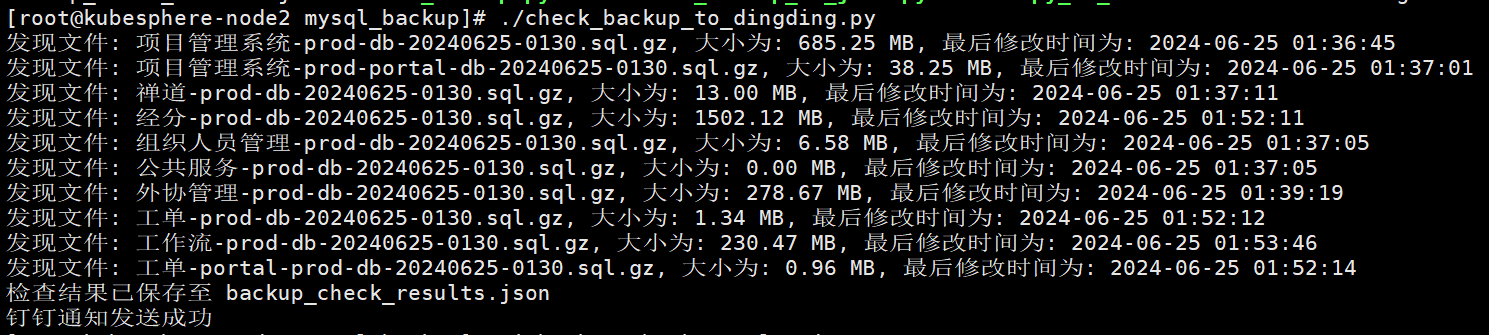 [root@kubesphere-node2 mysql_backup]# ./check_backup_to_dingding.py
发现文件: 项目管理系统-prod-db-20240625-0130.sql.gz, 大小为: 685.25 MB, 最后修改时间为: 2024-06-25 01:36:45
发现文件: 项目管理系统-prod-portal-db-20240625-0130.sql.gz, 大小为: 38.25 MB, 最后修改时间为: 2024-06-25 01:37:01
发现文件: 禅道-prod-db-20240625-0130.sql.gz, 大小为: 13.00 MB, 最后修改时间为: 2024-06-25 01:37:11
发现文件: 经分-prod-db-20240625-0130.sql.gz, 大小为: 1502.12 MB, 最后修改时间为: 2024-06-25 01:52:11
发现文件: 组织人员管理-prod-db-20240625-0130.sql.gz, 大小为: 6.58 MB, 最后修改时间为: 2024-06-25 01:37:05
发现文件: 公共服务-prod-db-20240625-0130.sql.gz, 大小为: 0.00 MB, 最后修改时间为: 2024-06-25 01:37:05
发现文件: 外协管理-prod-db-20240625-0130.sql.gz, 大小为: 278.67 MB, 最后修改时间为: 2024-06-25 01:39:19
发现文件: 工单-prod-db-20240625-0130.sql.gz, 大小为: 1.34 MB, 最后修改时间为: 2024-06-25 01:52:12
发现文件: 工作流-prod-db-20240625-0130.sql.gz, 大小为: 230.47 MB, 最后修改时间为: 2024-06-25 01:53:46
发现文件: 工单-portal-prod-db-20240625-0130.sql.gz, 大小为: 0.96 MB, 最后修改时间为: 2024-06-25 01:52:14
检查结果已保存至 backup_check_results.json
钉钉通知发送成功